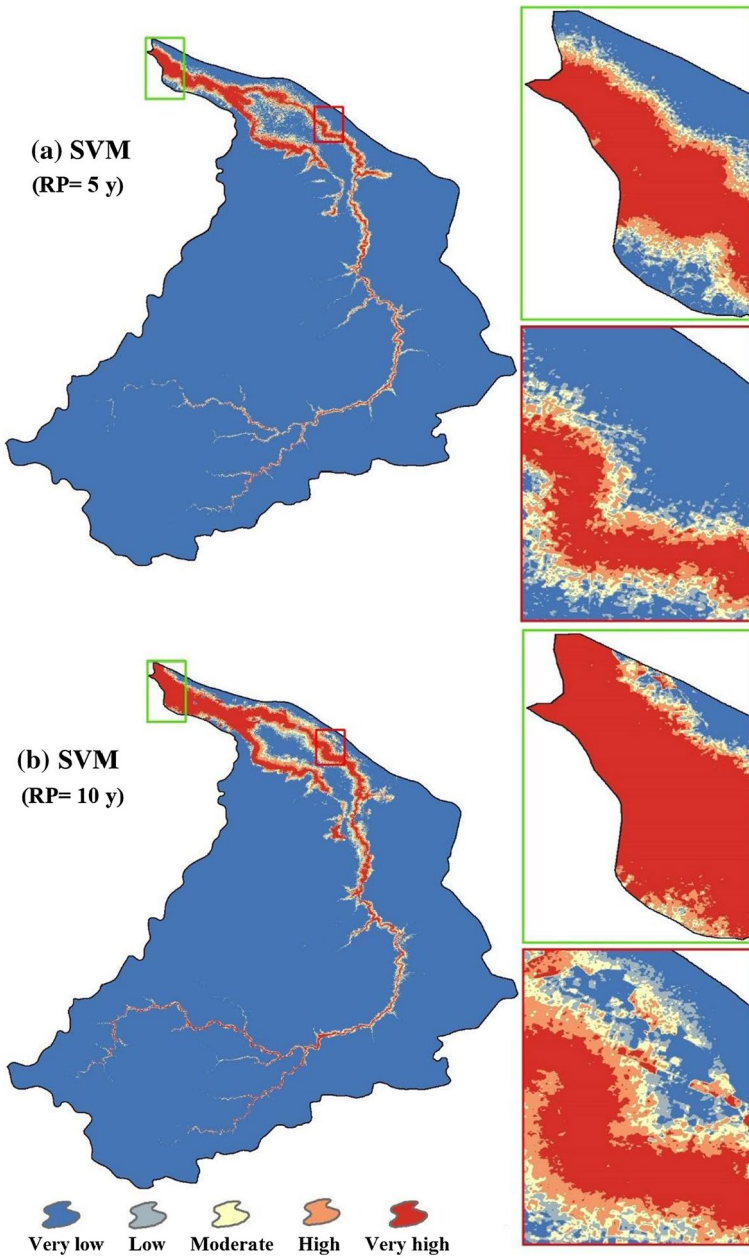 (a) SVM
(RP= 5 y)
(b) SVM
(RP= 10 y)
Very low Low Moderate High Very high